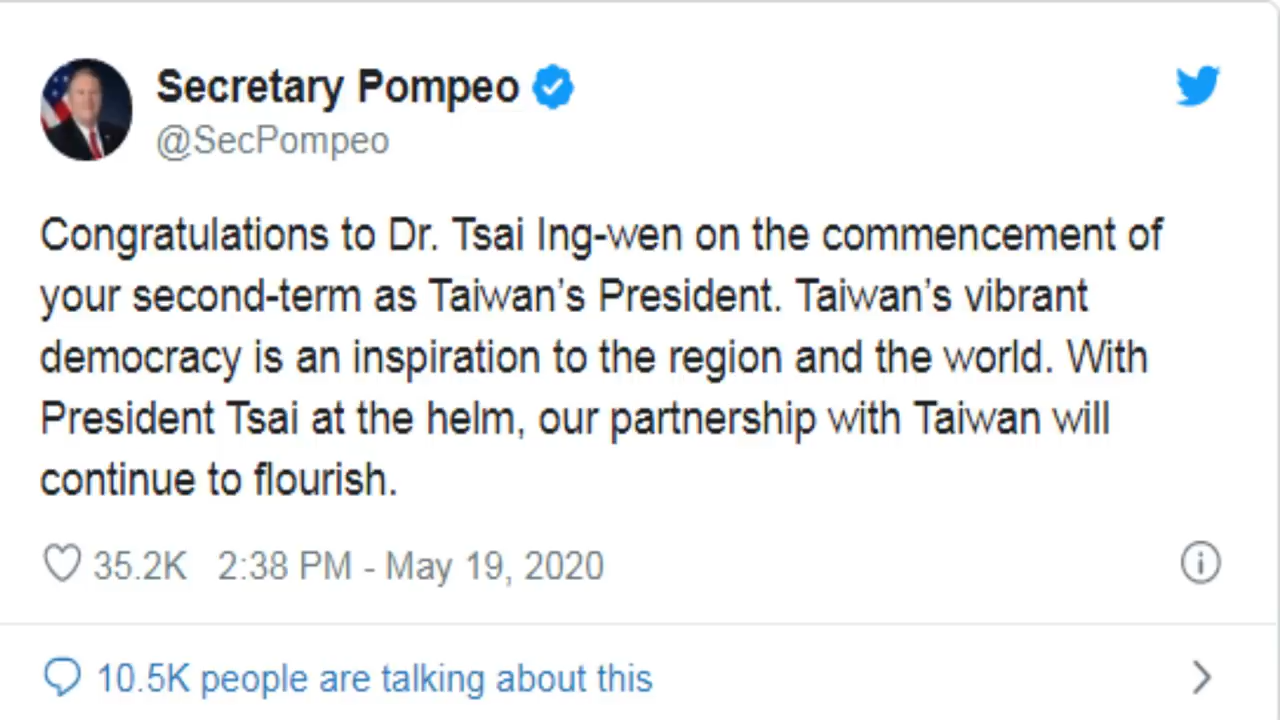 Secretary Pompeo
@SecPompeo
Congratulations to Dr. Tsai Ing-wen on the commencement of
your second-term as Taiwan’s President. Taiwan’s vibrant
democracy is an inspiration to the region and the world. With
President Tsai at the helm, our partnership with Taiwan will
continue to flourish.
35.2K 2:38 PM - May 19, 2020
10.5K people are talking about this